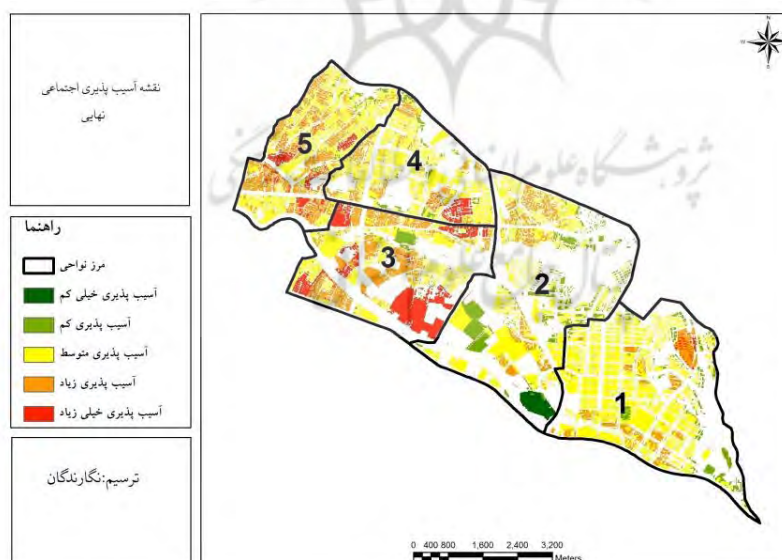 نقشه آسیب پذیری اجتماعی
نهایی
راهنما
مرز نواحی
آسیب پذیری خیلی کم
آسیب پذیری کم
آسیب پذیری متوسط
آسیب پذیری زیاد
آسیب پذیری خیلی زیاد
ترسیم:نگارندگان
N
W
E
S
5
4
3
2
1
0 400 800 1,600 2,400 3,200
Meters